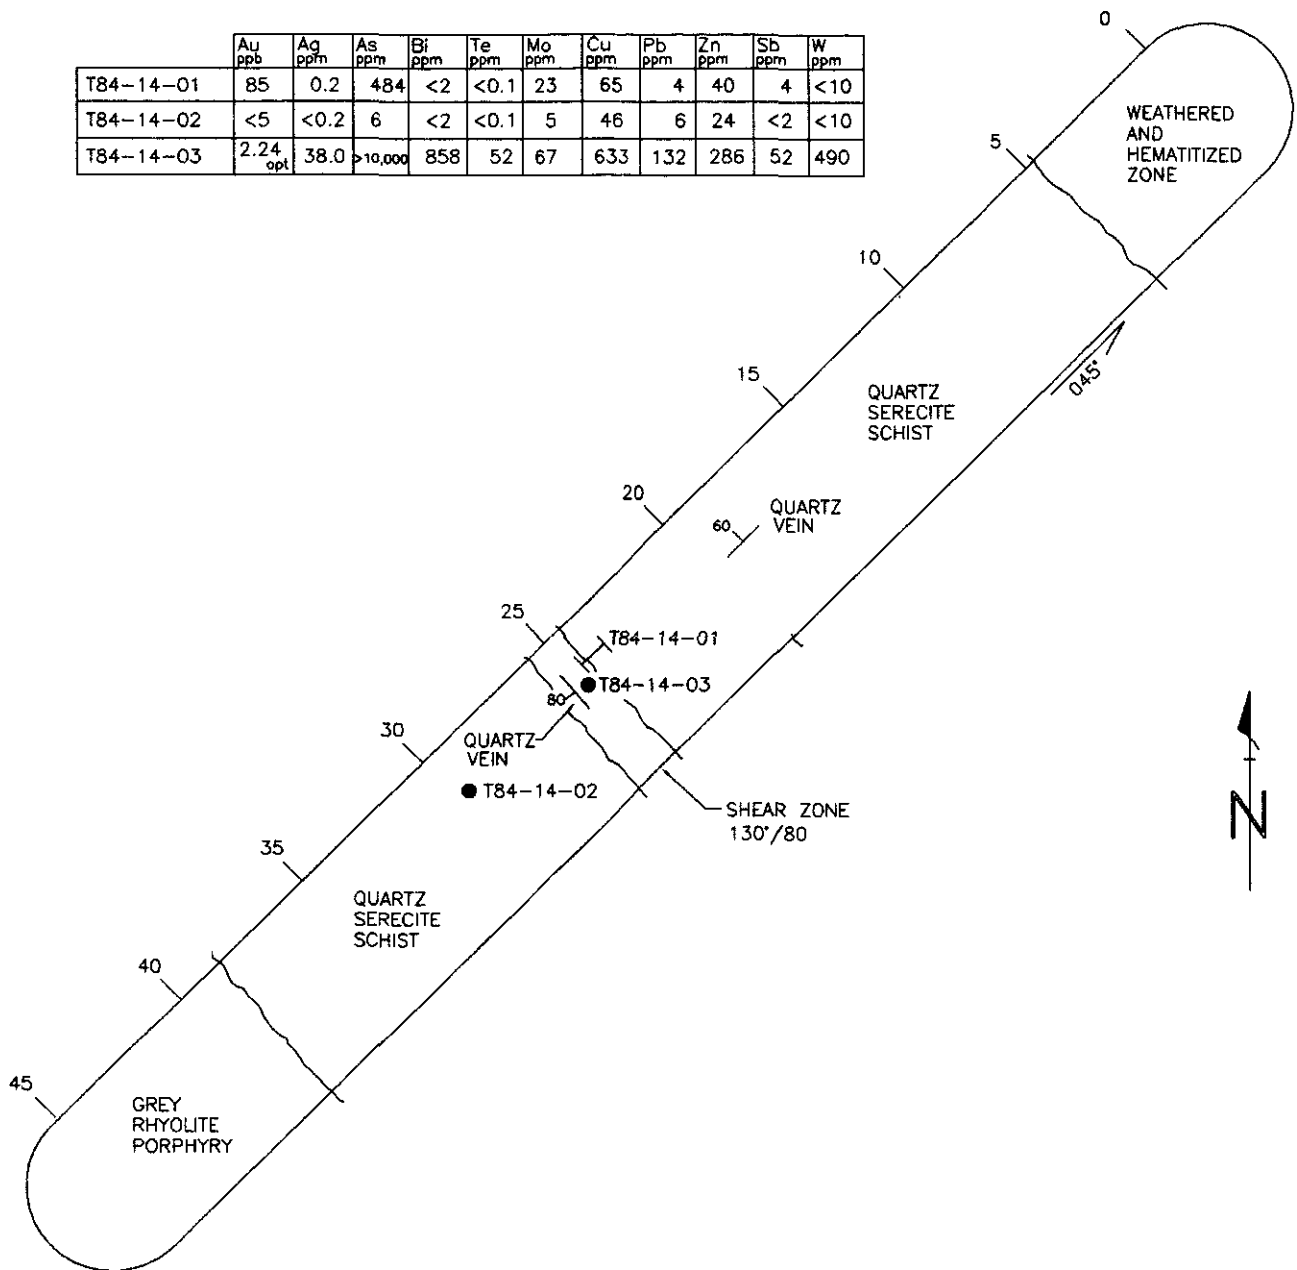 Au ppb Ag ppm As ppm Bi ppm Te ppm Mo ppm Cu ppm Pb ppm Zn ppm Sb ppm W ppm
T84-14-01 85 0.2 484 <2 <0.1 23 65 4 40 4 <10
T84-14-02 <5 <0.2 6 <2 <0.1 5 46 6 24 <2 <10
T84-14-03 2.24 opt 38.0 >10,000 858 52 67 633 132 286 52 490
0
WEATHERED
AND
HEMATITIZED
ZONE
5
10
045°
15
QUARTZ
SERECITE
SCHIST
20
QUARTZ
VEIN
60
25
T84-14-01
T84-14-03
80
QUARTZ
VEIN
30
T84-14-02
SHEAR ZONE
130°/80
N
35
QUARTZ
SERECITE
SCHIST
40
45
GREY
RHYOLITE
PORPHYRY